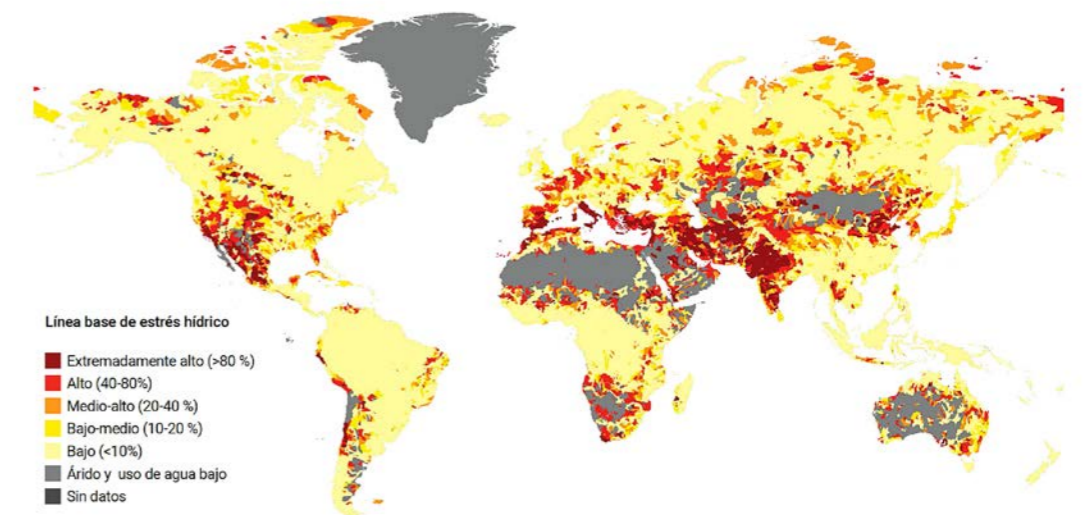 Línea base de estrés hídrico
Extremadamente alto (>80 %)
Alto (40-80%)
Medio-alto (20-40 %)
Bajo-medio (10-20 %)
Bajo (<10%)
Árido y uso de agua bajo
Sin datos